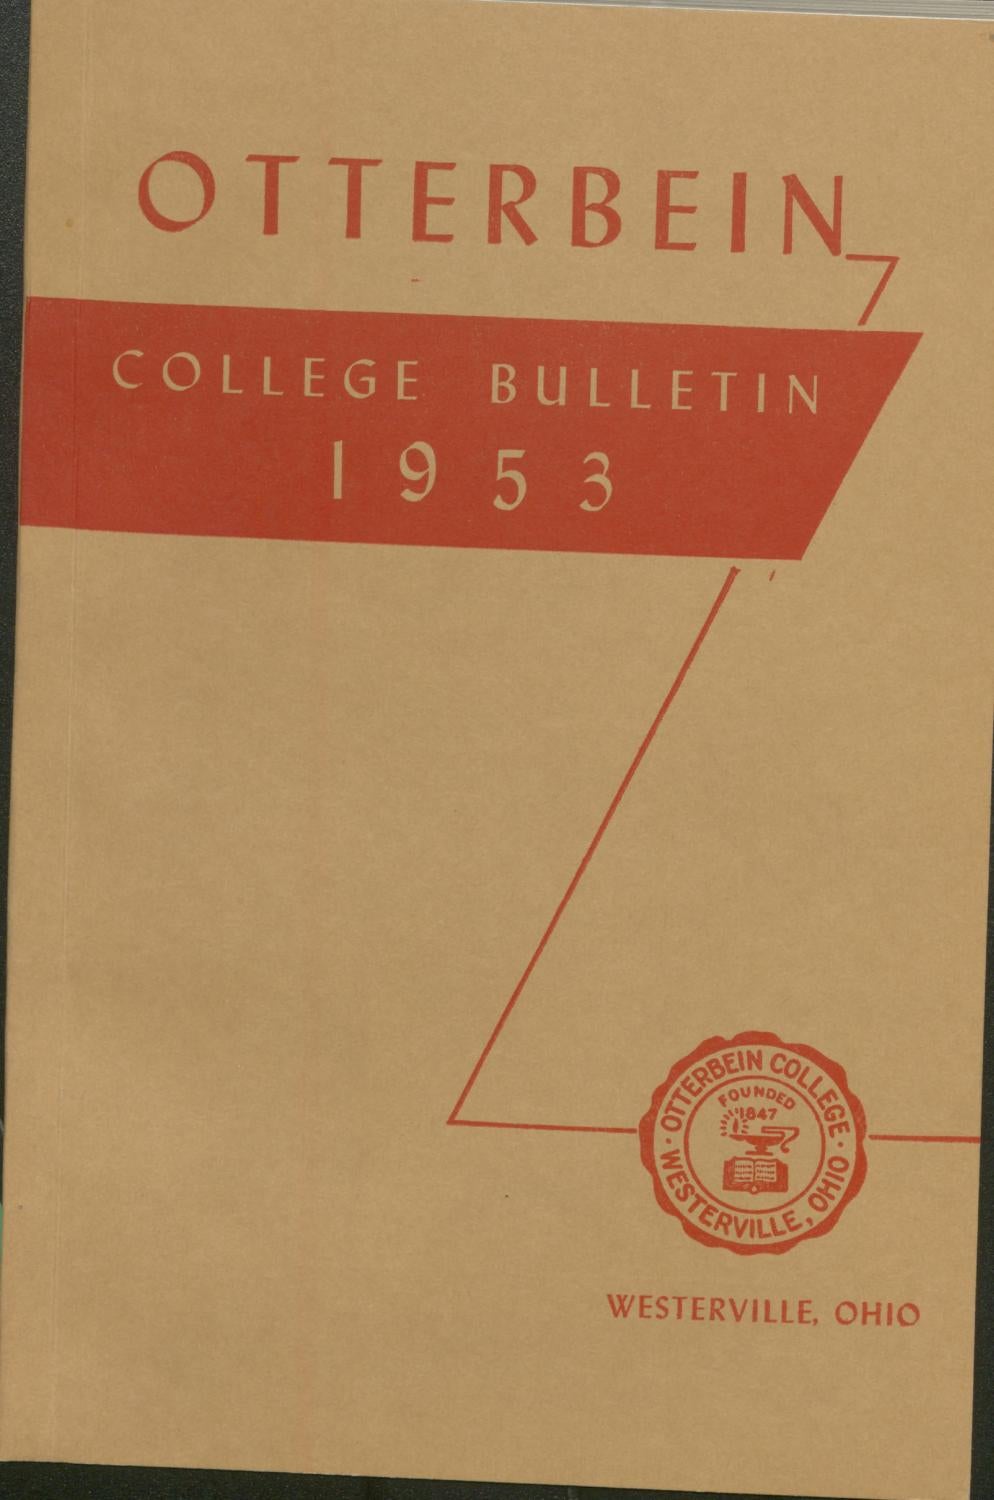 OTTERBEIN
COLLEGE BULLETIN
1953
· OTTERBEIN COLLEGE ·
WESTERVILLE, OHIO
FOUNDED
1847
WESTERVILLE, OHIO